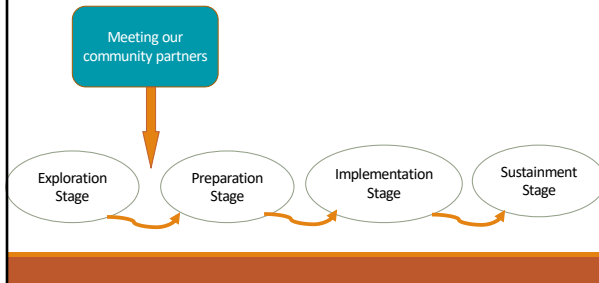 Meeting our
community partners
Exploration
Stage
Preparation
Stage
Implementation
Stage
Sustainment
Stage